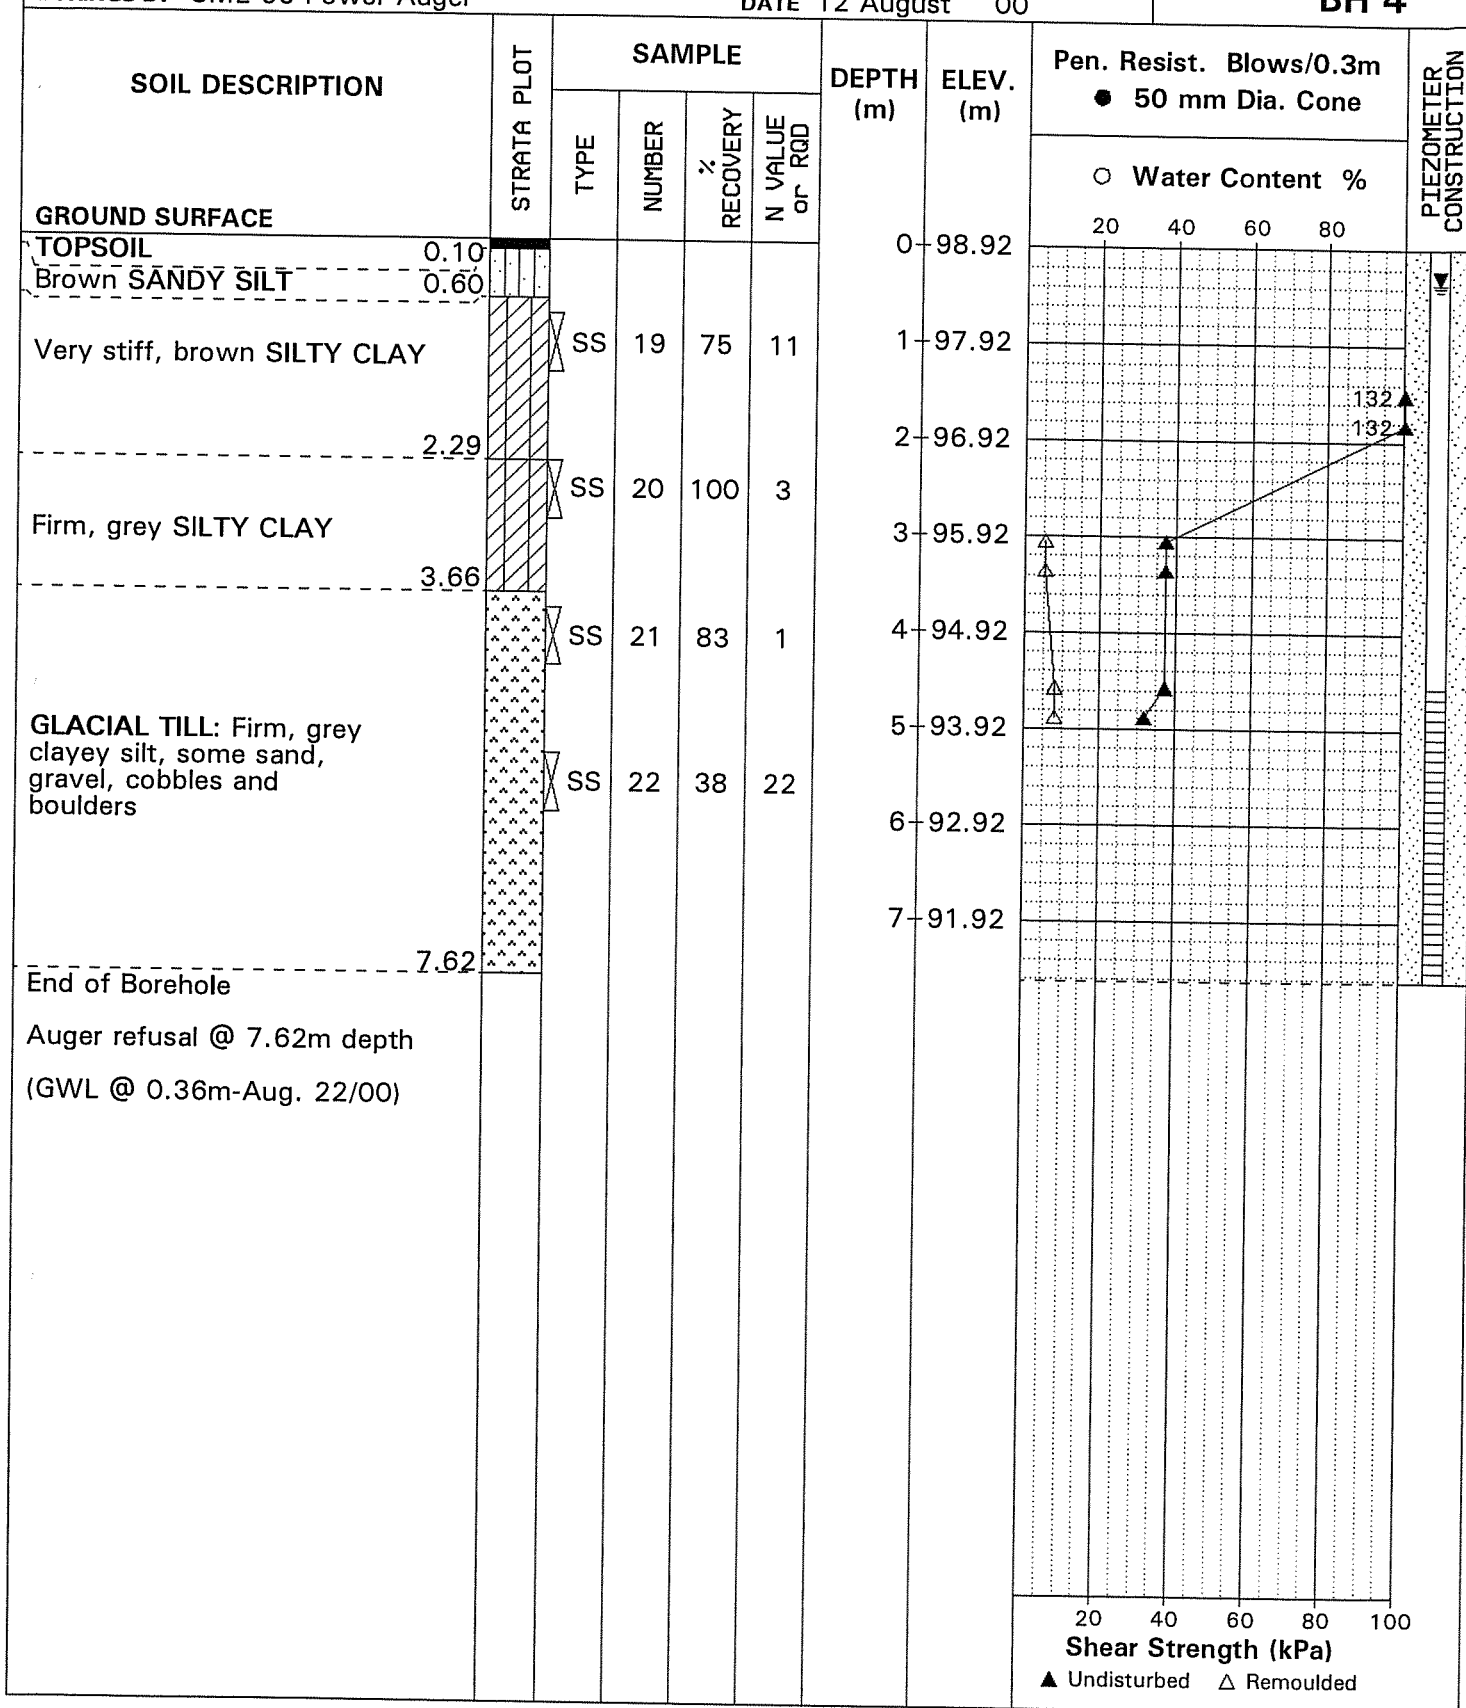 Power Auger DATE 12 August 00 BH 4
SOIL DESCRIPTION
STRATA PLOT
SAMPLE
TYPE
NUMBER
% RECOVERY
N VALUE or RQD
DEPTH (m)
ELEV. (m)
Pen. Resist. Blows/0.3m
● 50 mm Dia. Cone
○ Water Content %
PIEZOMETER CONSTRUCTION
20 40 60 80
GROUND SURFACE
0 98.92
TOPSOIL 0.10
Brown SANDY SILT 0.60
Very stiff, brown SILTY CLAY
SS 19 75 11
1 97.92
132
132
2 96.92
2.29
SS 20 100 3
Firm, grey SILTY CLAY
3 95.92
3.66
SS 21 83 1
4 94.92
GLACIAL TILL: Firm, grey
clayey silt, some sand,
gravel, cobbles and
boulders
5 93.92
SS 22 38 22
6 92.92
7 91.92
7.62
End of Borehole
Auger refusal @ 7.62m depth
(GWL @ 0.36m-Aug. 22/00)
20 40 60 80 100
Shear Strength (kPa)
▲ Undisturbed △ Remoulded